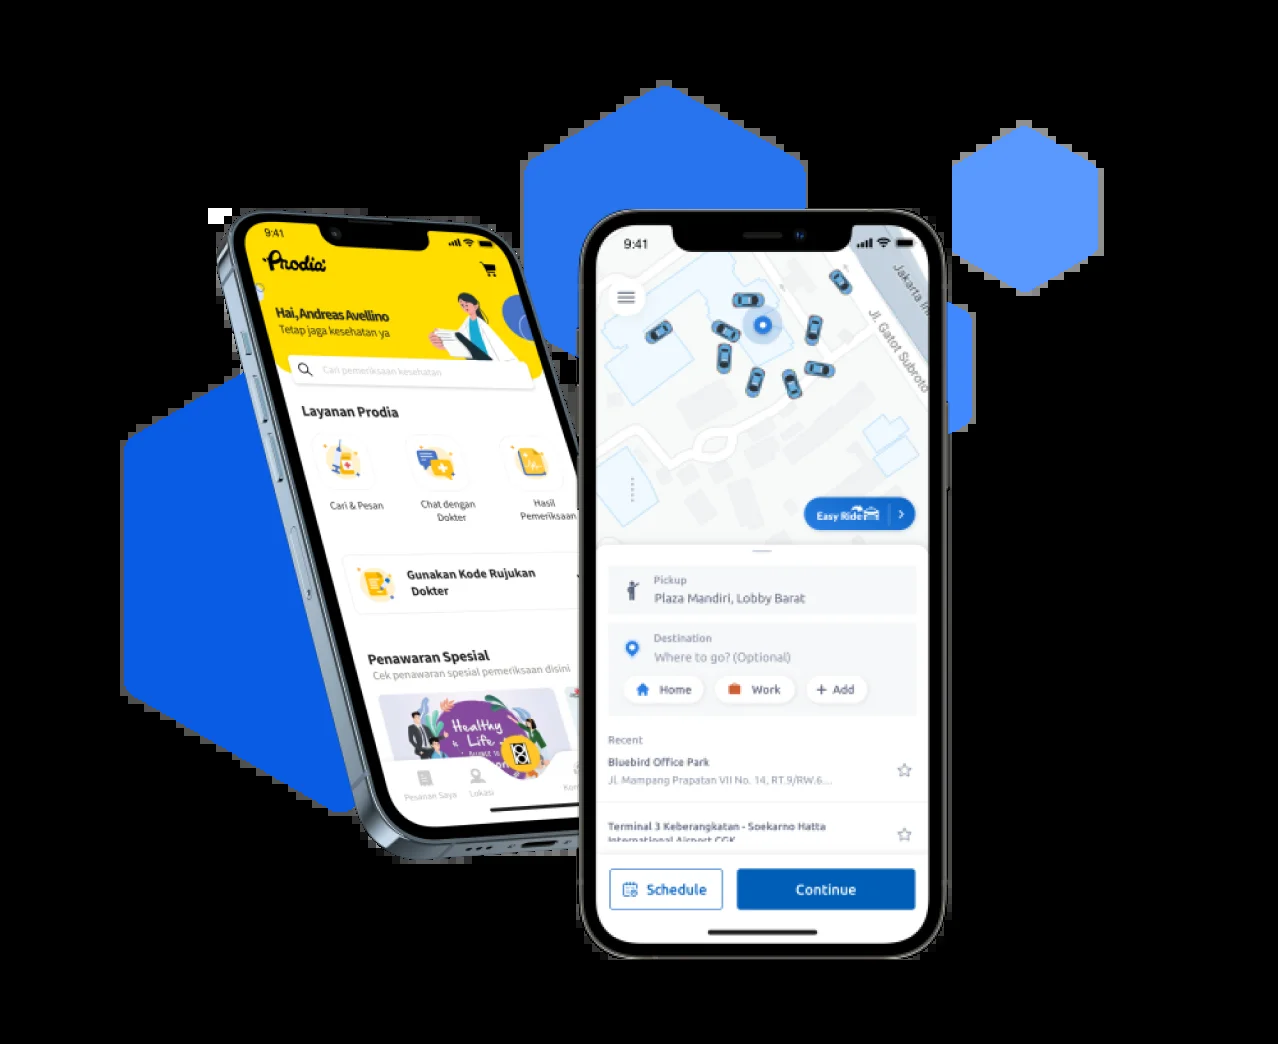 9:41
Prodia
Hai, Andreas Avellino
Tetap jaga kesehatan ya
Cari pemeriksaan kesehatan
Layanan Prodia
Cari & Pesan
Chat dengan
Dokter
Hasil
Pemeriksaan
Gunakan Kode Rujukan
Dokter
Penawaran Spesial
Cek penawaran spesial pemeriksaan disini
Healthy
Life
Pesanan Saya
Lokasi
9:41
Jakarta In
Jl. Gatot Subroto
Easy Ride
Pickup
Plaza Mandiri, Lobby Barat
Destination
Where to go? (Optional)
Home
Work
+ Add
Recent
Bluebird Office Park
Jl. Mampang Prapatan VII No. 14, RT.9/RW.6...
Terminal 3 Keberangkatan - Soekarno Hatta
International Airport CGK
Schedule
Continue